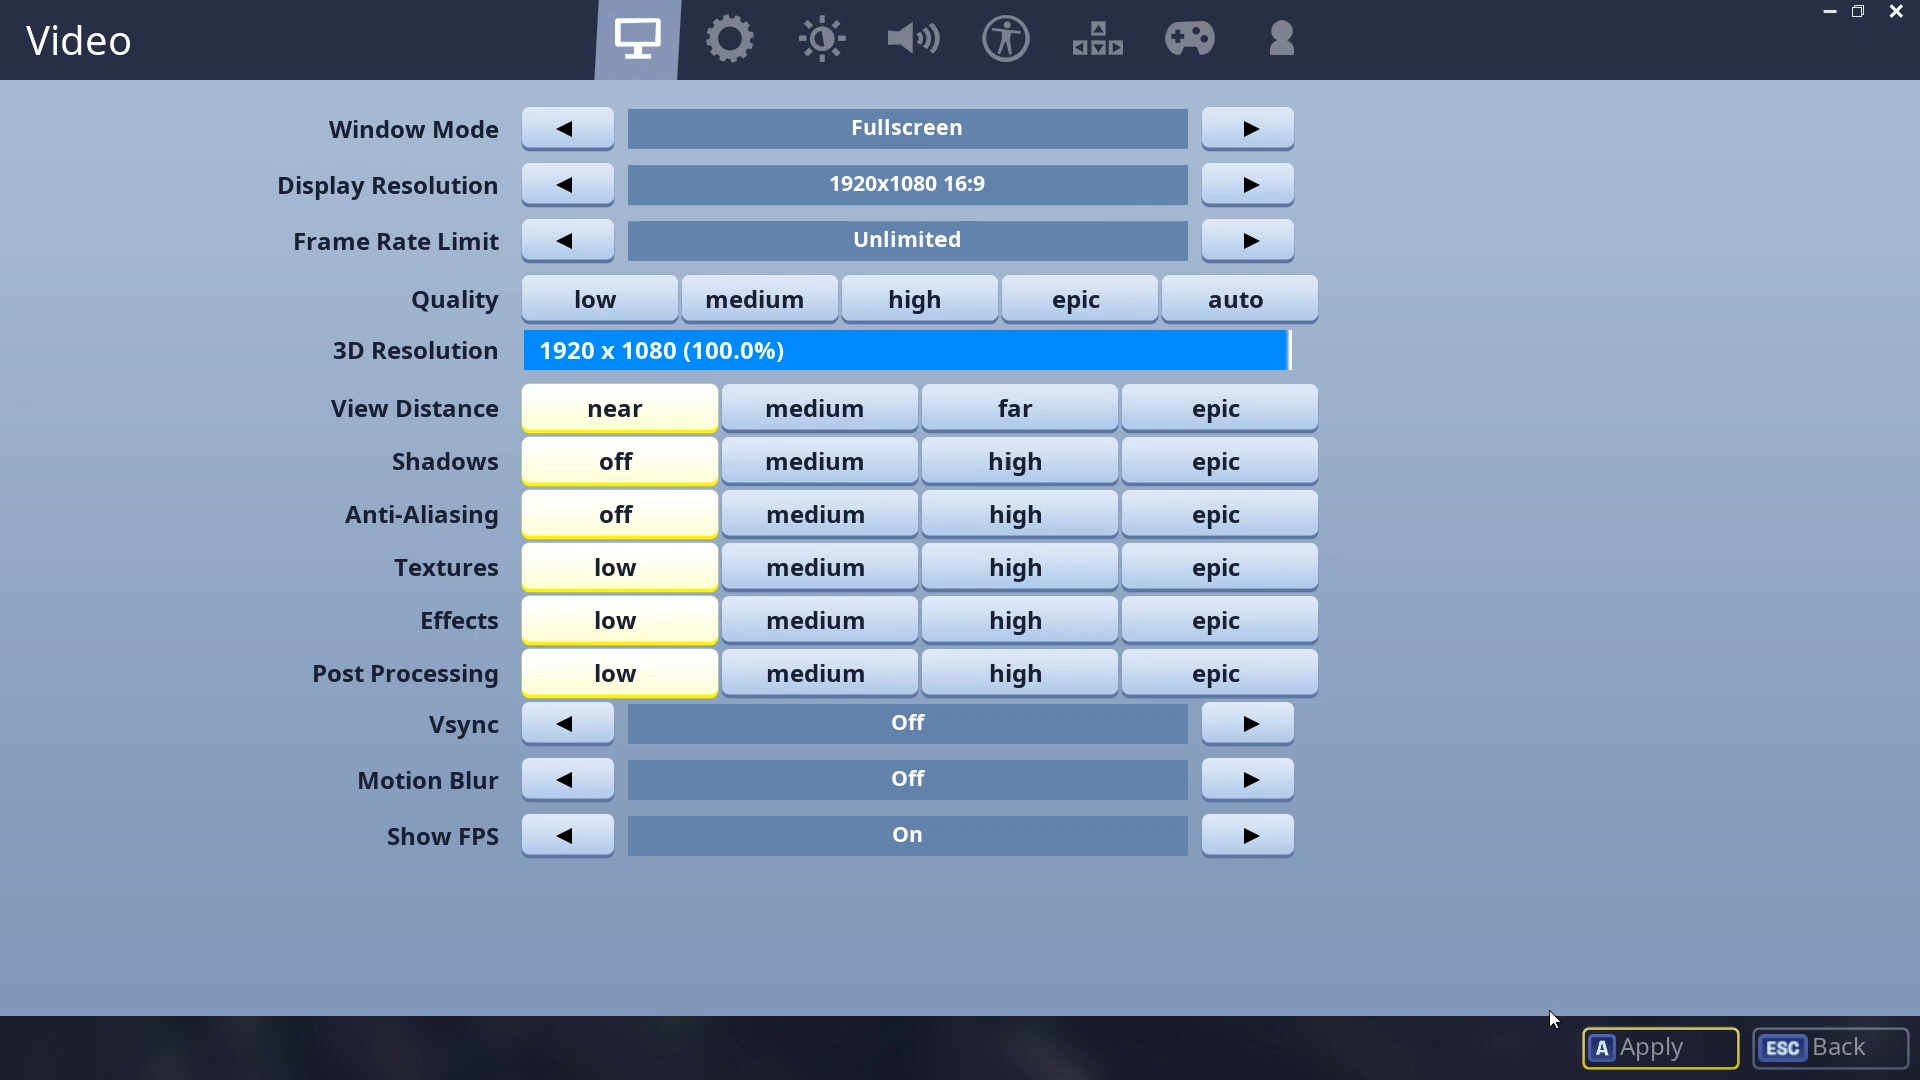 Video
Window Mode Fullscreen
Display Resolution 1920x1080 16:9
Frame Rate Limit Unlimited
Quality low medium high epic auto
3D Resolution 1920 x 1080 (100.0%)
View Distance near medium far epic
Shadows off medium high epic
Anti-Aliasing off medium high epic
Textures low medium high epic
Effects low medium high epic
Post Processing low medium high epic
Vsync Off
Motion Blur Off
Show FPS On
A Apply ESC Back